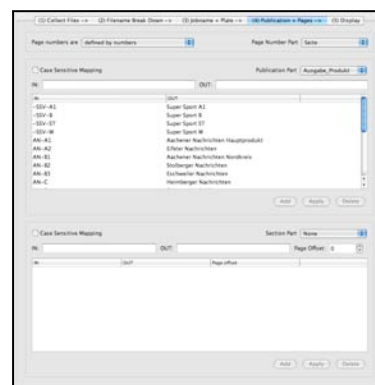 (1) Collect Files --> (2) Filename Break Down --> (3) Jobname + Plate --> (4) Publication + Pages --> (5) Display
Page numbers are defined by numbers Page Number Part Seite
Case Sensitive Mapping Publication Part Ausgabe_Produkt
IN: OUT:
IN OUT
~SSV-A1 Super Sport A1
~SSV-B Super Sport B
~SSV-ST Super Sport ST
~SSV-W Super Sport W
AN-A1 Aachener Nachrichten Hauptprodukt
AN-A2 Eifeler Nachrichten
AN-B1 Aachener Nachrichten Nordkreis
AN-B2 Stolberger Nachrichten
AN-B3 Eschweiler Nachrichten
AN-C Heinsberger Nachrichten
Add Apply Delete
Case Sensitive Mapping Section Part None
IN: OUT: Page Offset: 0
IN OUT Page offset
Add Apply Delete